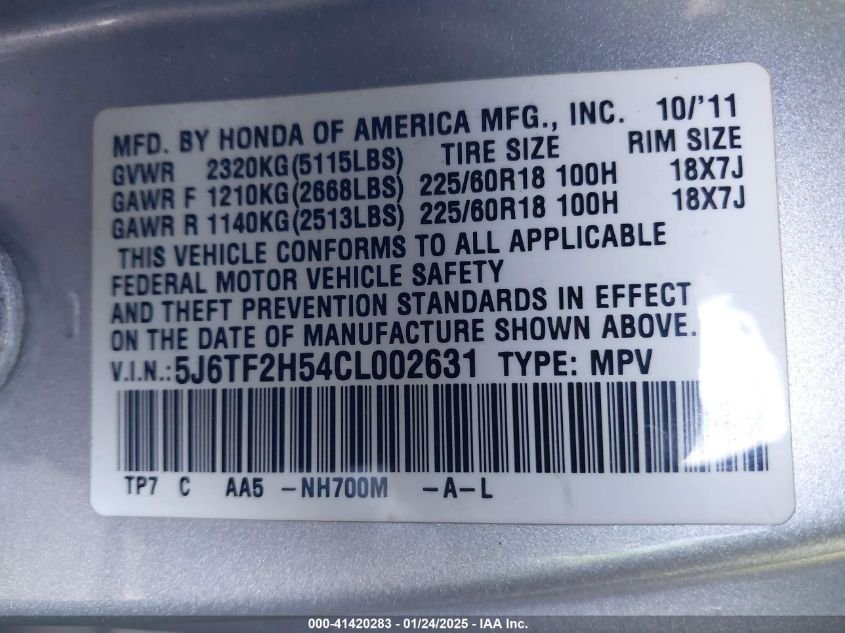 MFD. BY HONDA OF AMERICA MFG., INC. 10/'11
GVWR 2320KG(5115LBS) TIRE SIZE RIM SIZE
GAWR F 1210KG(2668LBS) 225/60R18 100H 18X7J
GAWR R 1140KG(2513LBS) 225/60R18 100H 18X7J
THIS VEHICLE CONFORMS TO ALL APPLICABLE
FEDERAL MOTOR VEHICLE SAFETY
AND THEFT PREVENTION STANDARDS IN EFFECT
ON THE DATE OF MANUFACTURE SHOWN ABOVE.
V.I.N.:5J6TF2H54CL002631 TYPE: MPV
TP7 C AA5 -NH700M -A-L
000-41420283 - 01/24/2025 - IAA Inc.